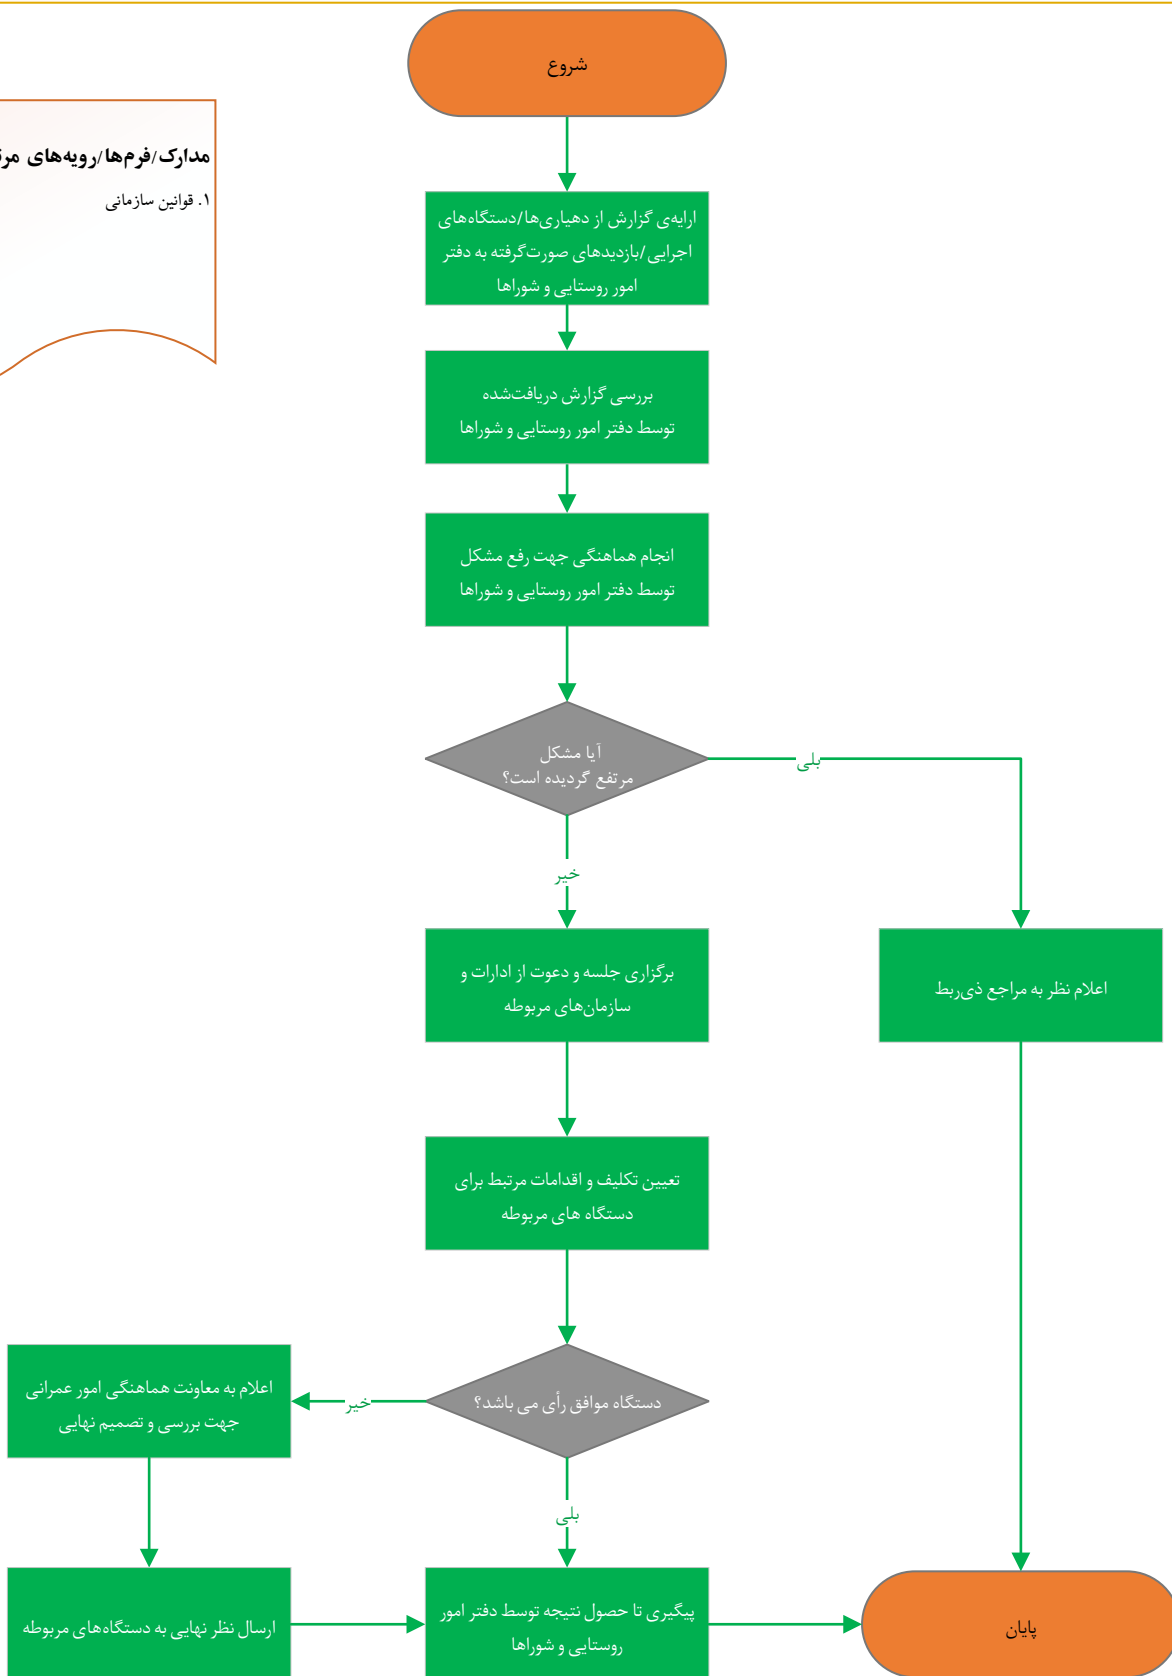 شروع
مدارک/فرم‌ها/رویه‌های
۱. قوانین سازمانی
ارایه‌ی گزارش از دهیاری‌ها/دستگاه‌های
اجرایی/بازدیدهای صورت‌گرفته به دفتر
امور روستایی و شوراها
بررسی گزارش دریافت‌شده
توسط دفتر امور روستایی و شوراها
انجام هماهنگی جهت رفع مشکل
توسط دفتر امور روستایی و شوراها
آیا مشکل
مرتفع گردیده است؟
بلی
خیر
برگزاری جلسه و دعوت از ادارات و
سازمان‌های مربوطه
اعلام نظر به مراجع ذی‌ربط
تعیین تکلیف و اقدامات مرتبط برای
دستگاه های مربوطه
دستگاه موافق رأی می باشد؟
خیر
اعلام به معاونت هماهنگی امور عمرانی
جهت بررسی و تصمیم نهایی
بلی
ارسال نظر نهایی به دستگاه‌های مربوطه
پیگیری تا حصول نتیجه توسط دفتر امور
روستایی و شوراها
پایان